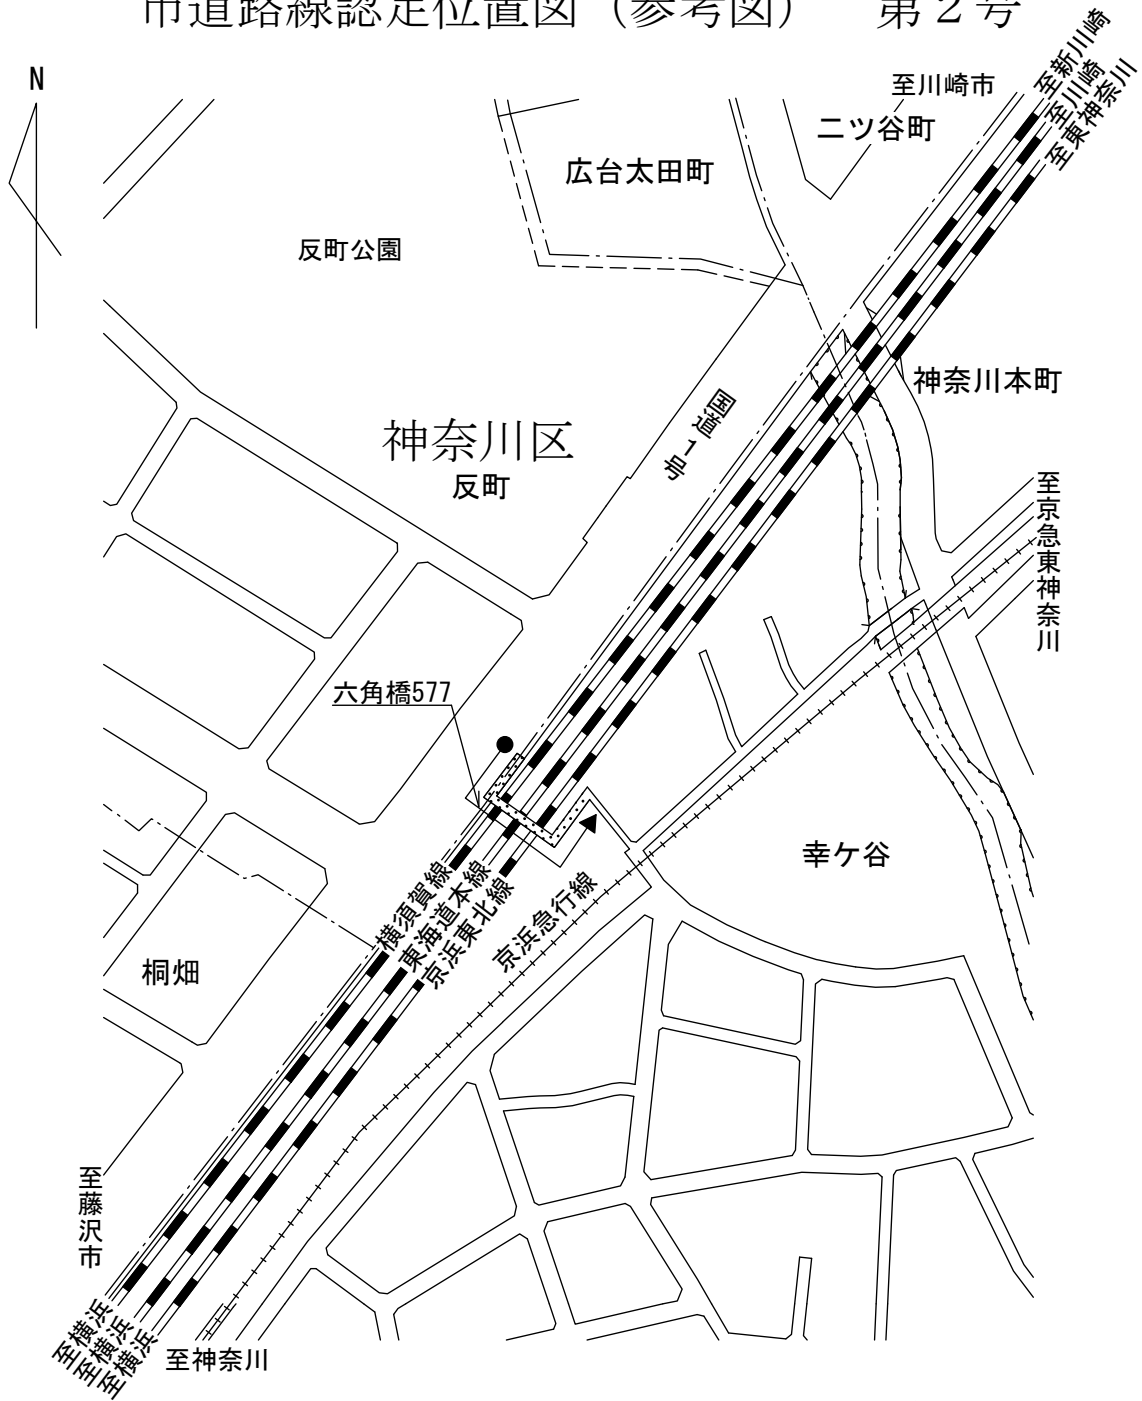 市道路線認定位置図（参考図）　第２号
N
至川崎市
至新川崎
至川崎
至東神奈川
二ツ谷町
広台太田町
反町公園
神奈川本町
国道1号
神奈川区
反町
至京急東神奈川
六角橋577
幸ケ谷
横須賀線
東海道本線
京浜東北線
京浜急行線
桐畑
至藤沢市
至横浜
至横浜
至横浜
至神奈川